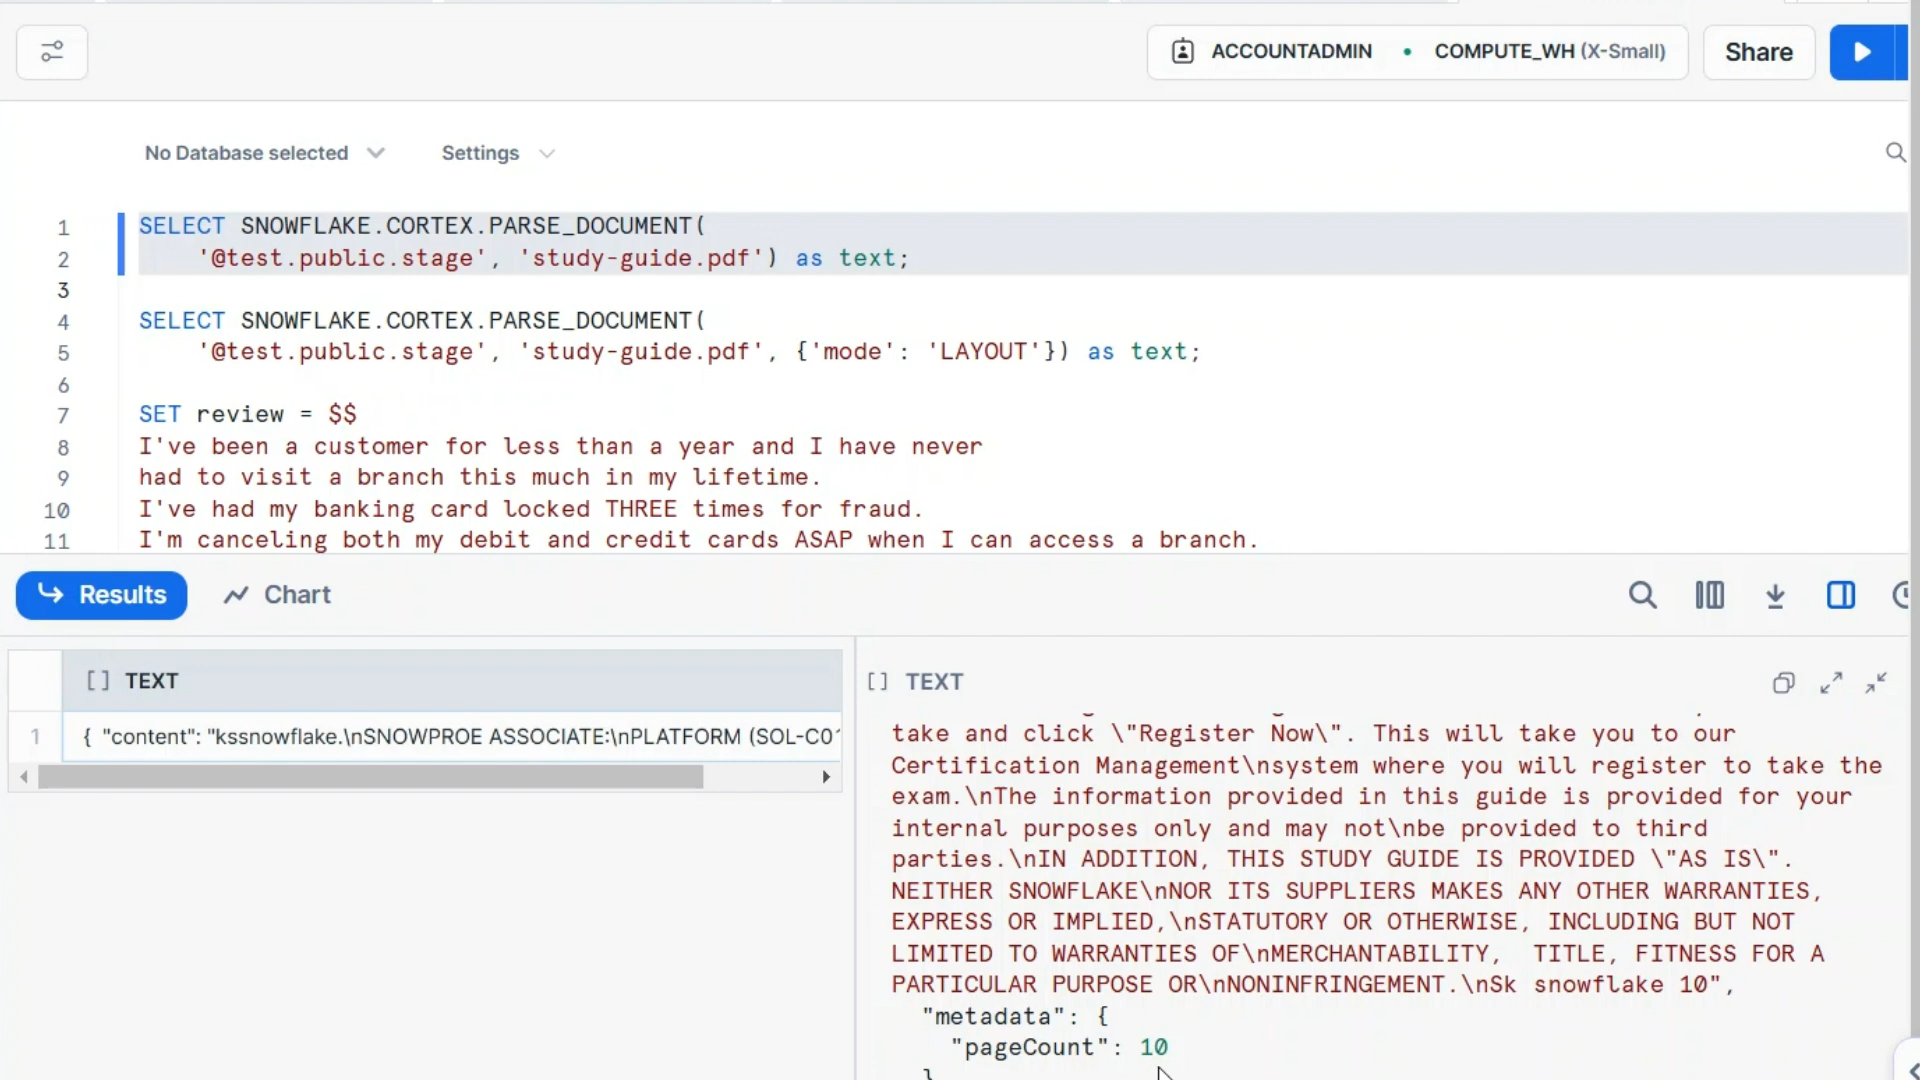 ACCOUNTADMIN • COMPUTE_WH (X-Small) Share
No Database selected Settings
1 SELECT SNOWFLAKE.CORTEX.PARSE_DOCUMENT(
2 '@test.public.stage', 'study-guide.pdf') as text;
3
4 SELECT SNOWFLAKE.CORTEX.PARSE_DOCUMENT(
5 '@test.public.stage', 'study-guide.pdf', {'mode': 'LAYOUT'}) as text;
6
7 SET review = $$
8 I've been a customer for less than a year and I have never
9 had to visit a branch this much in my lifetime.
10 I've had my banking card locked THREE times for fraud.
11 I'm canceling both my debit and credit cards ASAP when I can access a branch.
Results Chart
[] TEXT
1 { "content": "kssnowflake.\nSNOWPROE ASSOCIATE:\nPLATFORM (SOL-C01
[] TEXT
take and click \"Register Now\". This will take you to our
Certification Management\nsystem where you will register to take the
exam.\nThe information provided in this guide is provided for your
internal purposes only and may not\nbe provided to third
parties.\nIN ADDITION, THIS STUDY GUIDE IS PROVIDED \"AS IS\".
NEITHER SNOWFLAKE\nNOR ITS SUPPLIERS MAKES ANY OTHER WARRANTIES,
EXPRESS OR IMPLIED,\nSTATUTORY OR OTHERWISE, INCLUDING BUT NOT
LIMITED TO WARRANTIES OF\nMERCHANTABILITY,  TITLE, FITNESS FOR A
PARTICULAR PURPOSE OR\nNONINFRINGEMENT.\nSk snowflake 10",
"metadata": {
"pageCount": 10
}